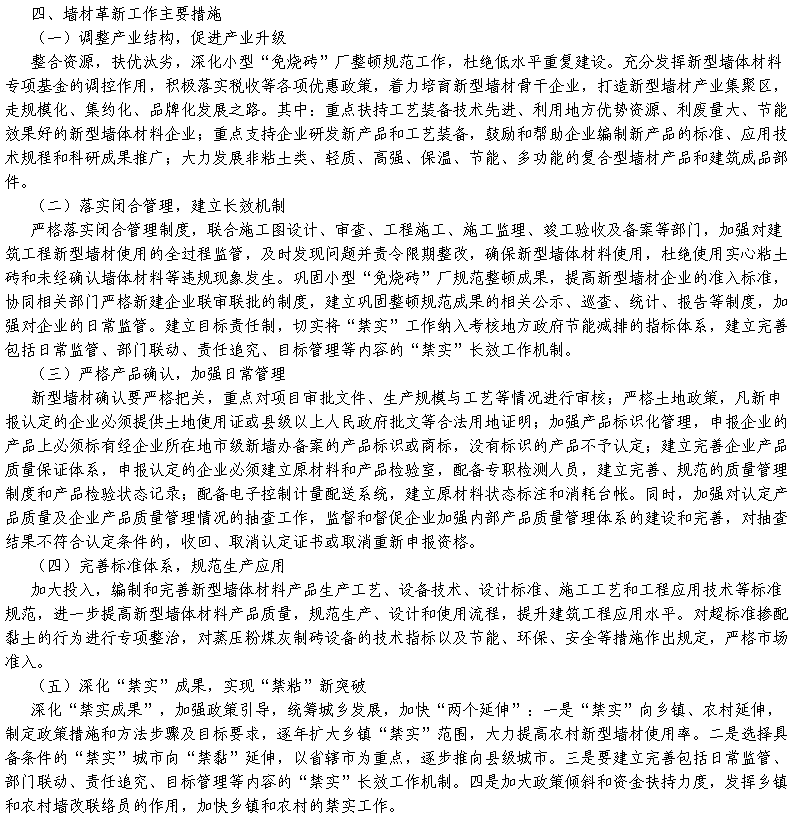 四、墙材革新工作主要措施
（一）调整产业结构，促进产业升级
整合资源，扶优汰劣，深化小型“免烧砖”厂整顿规范工作，杜绝低水平重复建设。充分发挥新型墙体材料
专项基金的调控作用，积极落实税收等各项优惠政策，着力培育新型墙材骨干企业，打造新型墙材产业集聚区，
走规模化、集约化、品牌化发展之路。其中：重点扶持工艺装备技术先进、利用地方优势资源、利废量大、节能
效果好的新型墙体材料企业；重点支持企业研发新产品和工艺装备，鼓励和帮助企业编制新产品的标准、应用技
术规程和科研成果推广；大力发展非粘土类、轻质、高强、保温、节能、多功能的复合型墙材产品和建筑成品部
件。
（二）落实闭合管理，建立长效机制
严格落实闭合管理制度，联合施工图设计、审查、工程施工、施工监理、竣工验收及备案等部门，加强对建
筑工程新型墙材使用的全过程监管，及时发现问题并责令限期整改，确保新型墙体材料使用，杜绝使用实心粘土
砖和未经确认墙体材料等违规现象发生。巩固小型“免烧砖”厂规范整顿成果，提高新型墙材企业的准入标准，
协同相关部门严格新建企业联审联批的制度，建立巩固整顿规范成果的相关公示、巡查、统计、报告等制度，加
强对企业的日常监管。建立目标责任制，切实将“禁实”工作纳入考核地方政府节能减排的指标体系，建立完善
包括日常监管、部门联动、责任追究、目标管理等内容的“禁实”长效工作机制。
（三）严格产品确认，加强日常管理
新型墙材确认要严格把关，重点对项目审批文件、生产规模与工艺等情况进行审核；严格土地政策，凡新申
报认定的企业必须提供土地使用证或县级以上人民政府批文等合法用地证明；加强产品标识化管理，申报企业的
产品上必须标有经企业所在地市级新墙办备案的产品标识或商标，没有标识的产品不予认定；建立完善企业产品
质量保证体系，申报认定的企业必须建立原材料和产品检验室，配备专职检测人员，建立完善、规范的质量管理
制度和产品检验状态记录；配备电子控制计量配送系统，建立原材料状态标注和消耗台帐。同时，加强对认定产
品质量及企业产品质量管理情况的抽查工作，监督和督促企业加强内部产品质量管理体系的建设和完善，对抽查
结果不符合认定条件的，收回、取消认定证书或取消重新申报资格。
（四）完善标准体系，规范生产应用
加大投入，编制和完善新型墙体材料产品生产工艺、设备技术、设计标准、施工工艺和工程应用技术等标准
规范，进一步提高新型墙体材料产品质量，规范生产、设计和使用流程，提升建筑工程应用水平。对超标准掺配
黏土的行为进行专项整治，对蒸压粉煤灰制砖设备的技术指标以及节能、环保、安全等措施作出规定，严格市场
准入。
（五）深化“禁实”成果，实现“禁粘”新突破
深化“禁实成果”，加强政策引导，统筹城乡发展，加快“两个延伸”：一是“禁实”向乡镇、农村延伸，
制定政策措施和方法步骤及目标要求，逐年扩大乡镇“禁实”范围，大力提高农村新型墙材使用率。二是选择具
备条件的“禁实”城市向“禁黏”延伸，以省辖市为重点，逐步推向县级城市。三是要建立完善包括日常监管、
部门联动、责任追究、目标管理等内容的“禁实”长效工作机制。四是加大政策倾斜和资金扶持力度，发挥乡镇
和农村墙改联络员的作用，加快乡镇和农村的禁实工作。